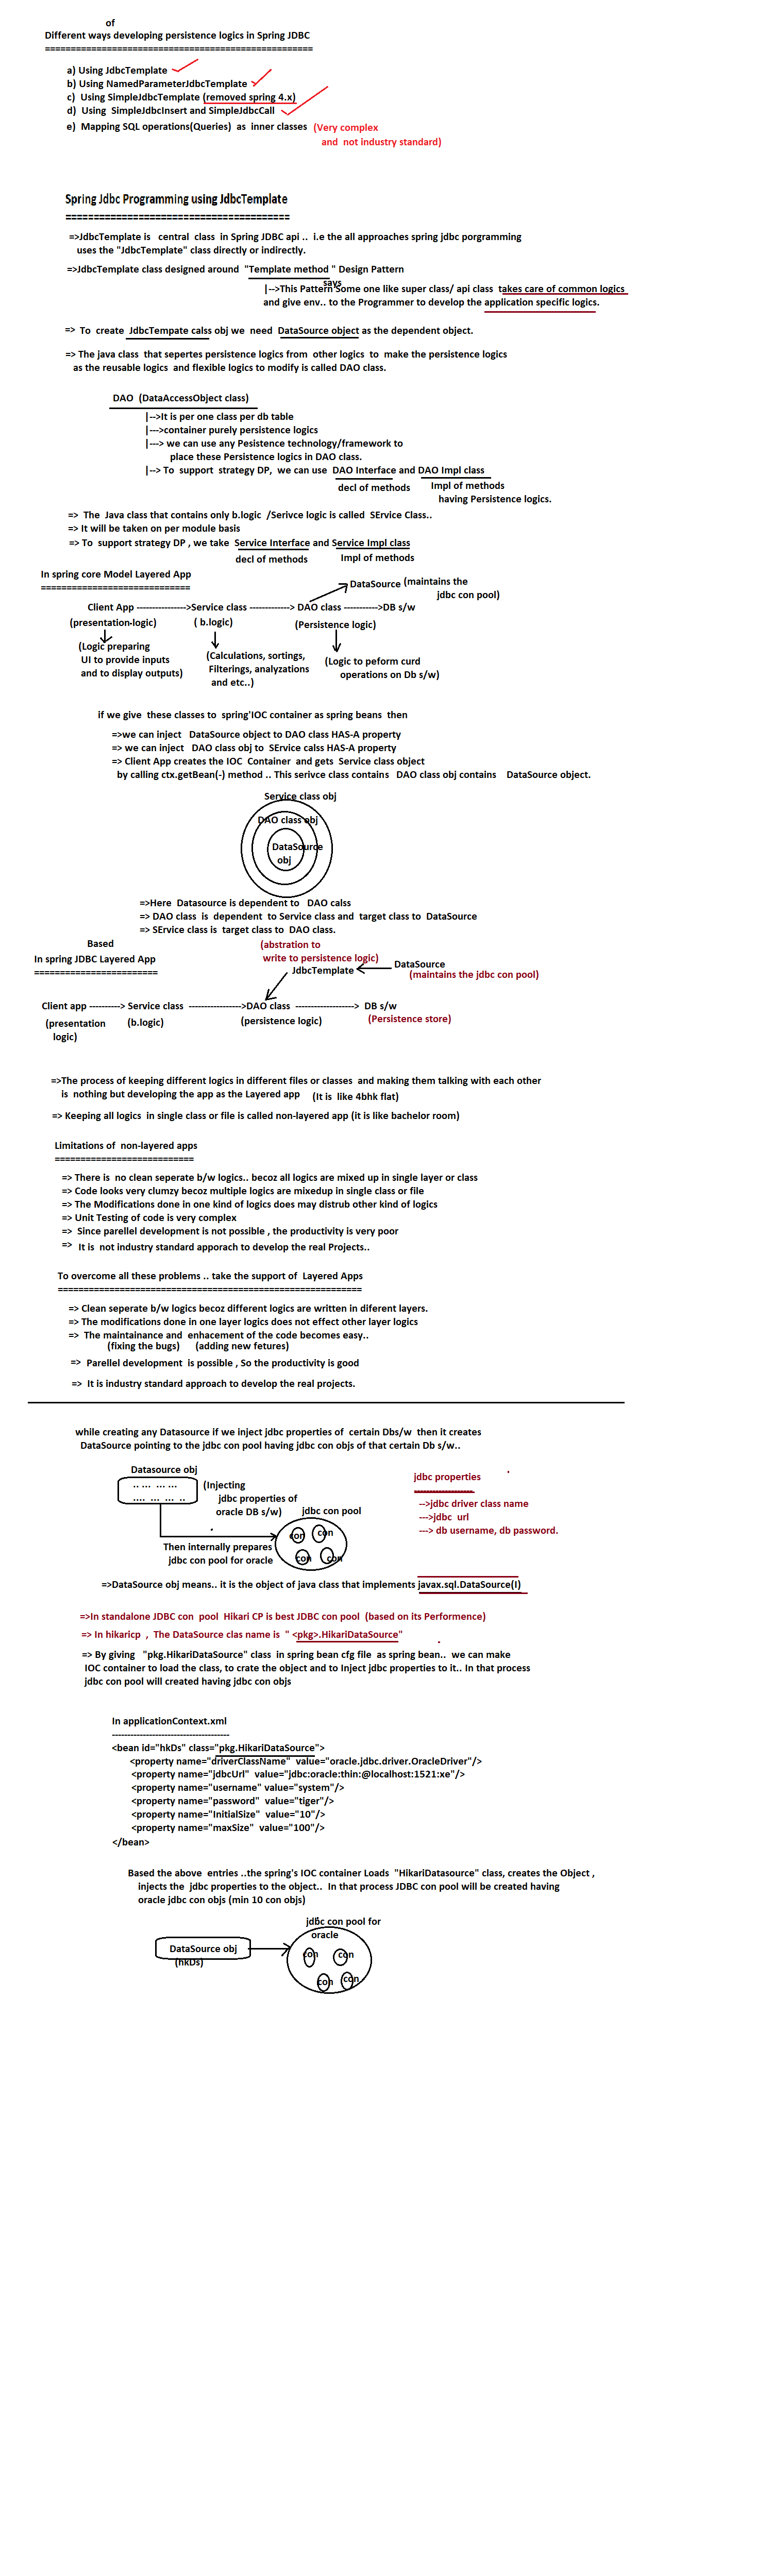 of
Different ways developing persistence logics in Spring JDBC
====================================================
a) Using JdbcTemplate
b) Using NamedParameterJdbcTemplate
c) Using SimpleJdbcTemplate (removed spring 4.x)
d) Using SimpleJdbcInsert and SimpleJdbcCall
e) Mapping SQL operations(Queries) as inner classes (Very complex
and not industry standard)
Spring Jdbc Programming using JdbcTemplate
========================================
=>JdbcTemplate is central class in Spring JDBC api .. i.e the all approaches spring jdbc porgramming
uses the "JdbcTemplate" class directly or indirectly.
=>JdbcTemplate class designed around "Template method " Design Pattern
says
|-->This Pattern Some one like super class/ api class takes care of common logics
and give env.. to the Programmer to develop the application specific logics.
=> To create JdbcTempate calss obj we need DataSource object as the dependent object.
=> The java class that sepertes persistence logics from other logics to make the persistence logics
as the reusable logics and flexible logics to modify is called DAO class.
DAO (DataAccessObject class)
|-->It is per one class per db table
|--->container purely persistence logics
|---> we can use any Pesistence technology/framework to
place these Persistence logics in DAO class.
|--> To support strategy DP, we can use DAO Interface and DAO Impl class
decl of methods Impl of methods
having Persistence logics.
=> The Java class that contains only b.logic /Serivce logic is called SErvice Class..
=> It will be taken on per module basis
=> To support strategy DP , we take Service Interface and Service Impl class
decl of methods Impl of methods
In spring core Model Layered App
=============================
DataSource (maintains the
jdbc con pool)
Client App ---------------->Service class -------------> DAO class ----------->DB s/w
(presentation-logic) ( b.logic) (Persistence logic)
(Logic preparing
UI to provide inputs
and to display outputs)
(Calculations, sortings,
Filterings, analyzations
and etc..)
(Logic to peform curd
operations on Db s/w)
if we give these classes to spring'IOC container as spring beans then
=>we can inject DataSource object to DAO class HAS-A property
=> we can inject DAO class obj to SErvice calss HAS-A property
=> Client App creates the IOC Container and gets Service class object
by calling ctx.getBean(-) method .. This serivce class contains DAO class obj contains DataSource object.
Service class obj
DAO class obj
DataSource
obj
=>Here Datasource is dependent to DAO calss
=> DAO class is dependent to Service class and target class to DataSource
=> SErvice class is target class to DAO class.
Based
In spring JDBC Layered App
========================
(abstration to
write to persistence logic)
JdbcTemplate DataSource
(maintains the jdbc con pool)
Client app ----------> Service class ----------------->DAO class -------------------> DB s/w
(presentation
logic)
(b.logic) (persistence logic) (Persistence store)
=>The process of keeping different logics in different files or classes and making them talking with each other
is nothing but developing the app as the Layered app (It is like 4bhk flat)
=> Keeping all logics in single class or file is called non-layered app (it is like bachelor room)
Limitations of non-layered apps
===========================
=> There is no clean seperate b/w logics.. becoz all logics are mixed up in single layer or class
=> Code looks very clumzy becoz multiple logics are mixedup in single class or file
=> The Modifications done in one kind of logics does may distrub other kind of logics
=> Unit Testing of code is very complex
=> Since parellel development is not possible , the productivity is very poor
=> It is not industry standard apporach to develop the real Projects..
To overcome all these problems .. take the support of Layered Apps
===========================================================
=> Clean seperate b/w logics becoz different logics are written in diferent layers.
=> The modifications done in one layer logics does not effect other layer logics
=> The maintainance and enhacement of the code becomes easy..
(fixing the bugs) (adding new fetures)
=> Parellel development is possible , So the productivity is good
=> It is industry standard approach to develop the real projects.
while creating any Datasource if we inject jdbc properties of certain Dbs/w then it creates
DataSource pointing to the jdbc con pool having jdbc con objs of that certain Db s/w..
Datasource obj
.. ... ... ...
.... ... ... ..
(Injecting
jdbc properties of
oracle DB s/w)
jdbc con pool
con con
con con
Then internally prepares
jdbc con pool for oracle
jdbc properties
-------------------
-->jdbc driver class name
--->jdbc url
---> db username, db password.
=>DataSource obj means.. it is the object of java class that implements javax.sql.DataSource(I)
=>In standalone JDBC con pool Hikari CP is best JDBC con pool (based on its Performence)
=> In hikaricp , The DataSource clas name is " <pkg>.HikariDataSource"
=> By giving "pkg.HikariDataSource" class in spring bean cfg file as spring bean.. we can make
IOC container to load the class, to crate the object and to Inject jdbc properties to it.. In that process
jdbc con pool will created having jdbc con objs
In applicationContext.xml
--------------------------------------
<bean id="hkDs" class="pkg.HikariDataSource">
<property name="driverClassName" value="oracle.jdbc.driver.OracleDriver"/>
<property name="jdbcUrl" value="jdbc:oracle:thin:@localhost:1521:xe"/>
<property name="username" value="system"/>
<property name="password" value="tiger"/>
<property name="InitialSize" value="10"/>
<property name="maxSize" value="100"/>
</bean>
Based the above entries ..the spring's IOC container Loads "HikariDatasource" class, creates the Object ,
injects the jdbc properties to the object.. In that process JDBC con pool will be created having
oracle jdbc con objs (min 10 con objs)
jdbc con pool for
oracle
DataSource obj
(hkDs)
con con
con con